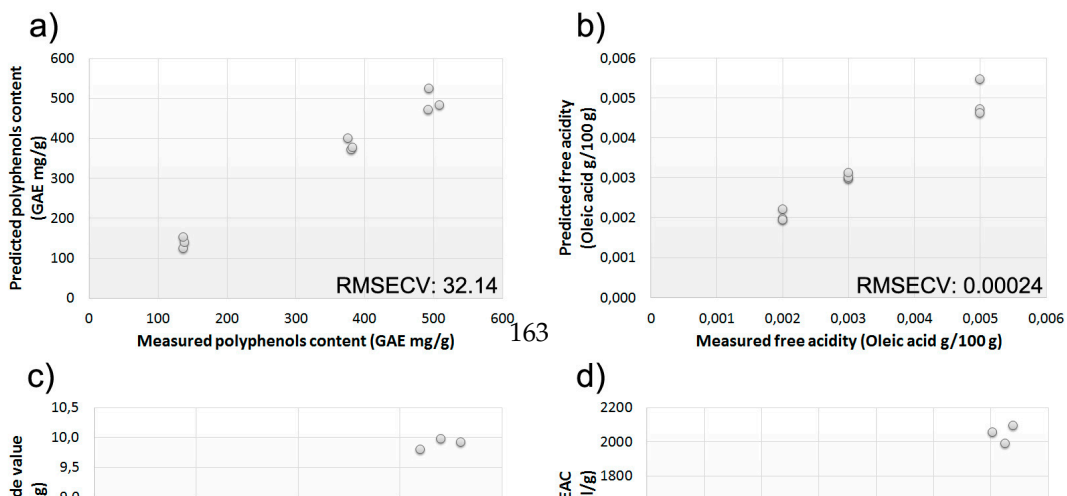 a)
Predicted polyphenols content
(GAE mg/g)
600
500
400
300
200
100
0
RMSECV: 32.14
0 100 200 300 400 500 600
Measured polyphenols content (GAE mg/g)
b)
Predicted free acidity
(Oleic acid g/100 g)
0,006
0,005
0,004
0,003
0,002
0,001
0,000
RMSECV: 0.00024
0 0,001 0,002 0,003 0,004 0,005 0,006
Measured free acidity (Oleic acid g/100 g)
163
c)
de value
g)
10,5
10,0
9,5
d)
EAC
l/g)
2200
2000
1800